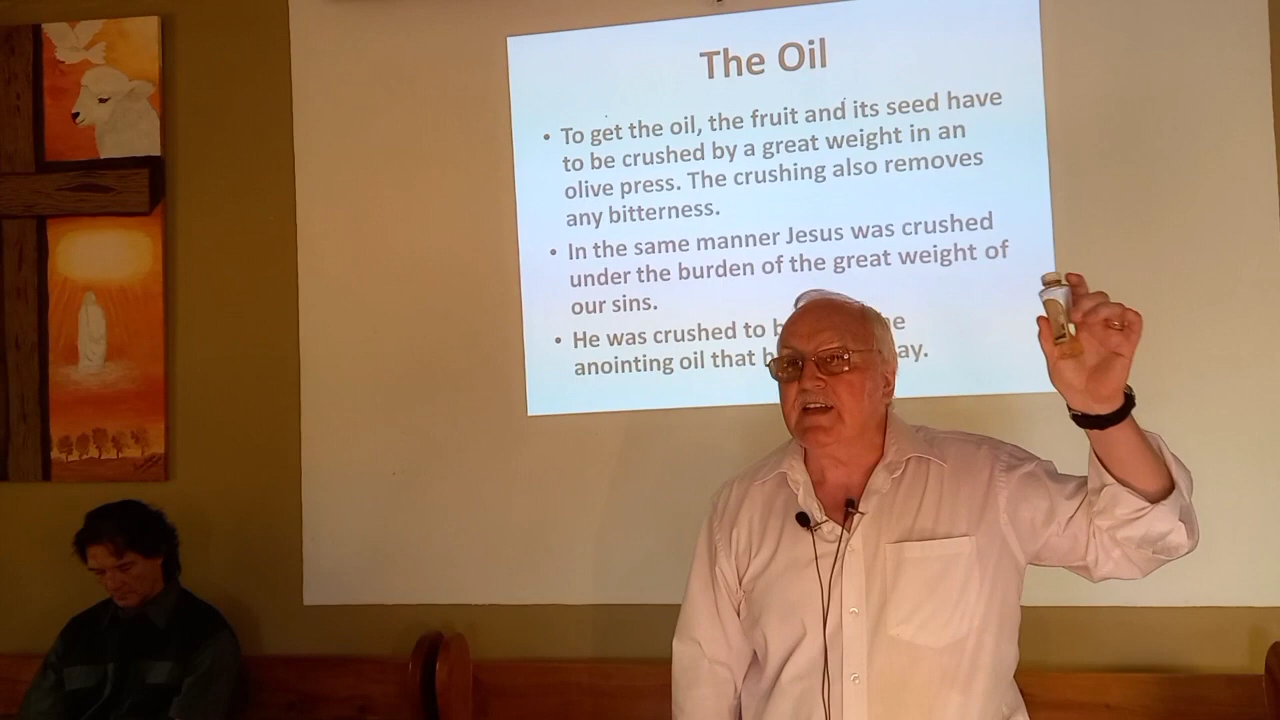 The Oil
• To get the oil, the fruit and its seed have
to be crushed by a great weight in an
olive press. The crushing also removes
any bitterness.
• In the same manner Jesus was crushed
under the burden of the great weight of
our sins.
• He was crushed to
anointing oil that